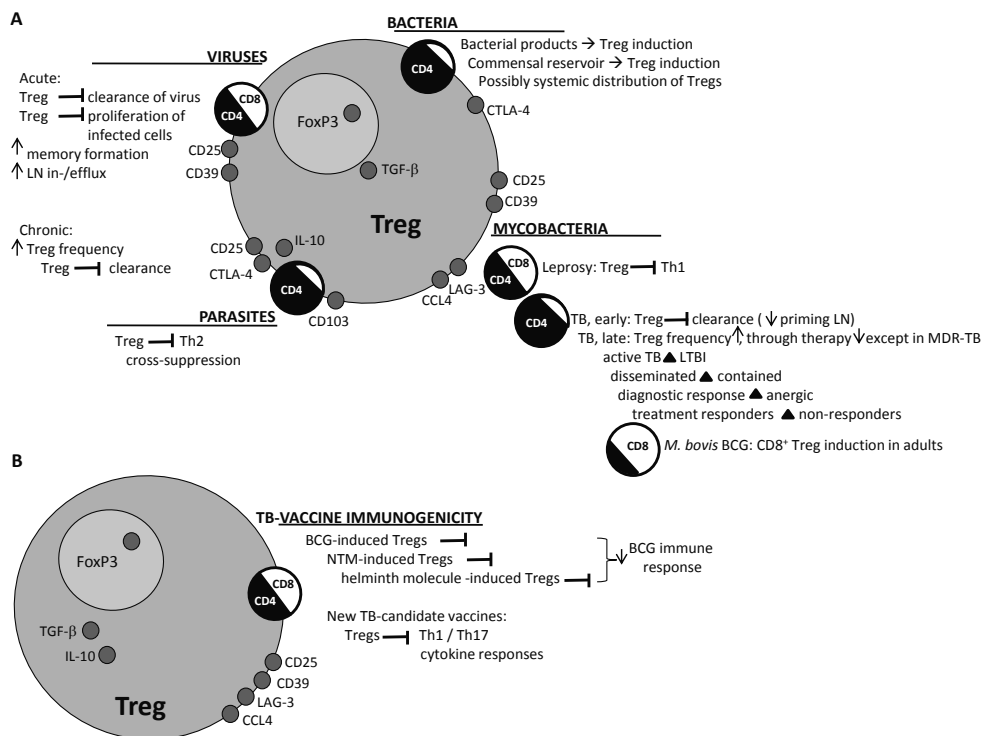 A
BACTERIA
Bacterial products → Treg induction
Commensal reservoir → Treg induction
Possibly systemic distribution of Tregs
CD4
CTLA-4
VIRUSES
Acute:
Treg ⊣ clearance of virus
Treg ⊣ proliferation of
infected cells
↑ memory formation
↑ LN in-/efflux
CD8
CD4
CD25
CD39
FoxP3
TGF-β
Treg
CD25
CD39
Chronic:
↑ Treg frequency
Treg ⊣ clearance
CD25
CTLA-4
IL-10
CD4
CD103
CCL4
LAG-3
PARASITES
Treg ⊣ Th2
cross-suppression
MYCOBACTERIA
CD8
CD4
Leprosy: Treg ⊣ Th1
CD4
TB, early: Treg ⊣ clearance ( ↓ priming LN)
TB, late: Treg frequency ↑, through therapy ↓ except in MDR-TB
active TB ▲ LTBI
disseminated ▲ contained
diagnostic response ▲ anergic
treatment responders ▲ non-responders
CD8
M. bovis BCG: CD8⁺ Treg induction in adults
B
FoxP3
TGF-β
IL-10
Treg
CD8
CD4
CD25
CD39
LAG-3
CCL4
TB-VACCINE IMMUNOGENICITY
BCG-induced Tregs ⊣
NTM-induced Tregs ⊣
helminth molecule -induced Tregs ⊣
↓ BCG immune
response
New TB-candidate vaccines:
Tregs ⊣ Th1 / Th17
cytokine responses